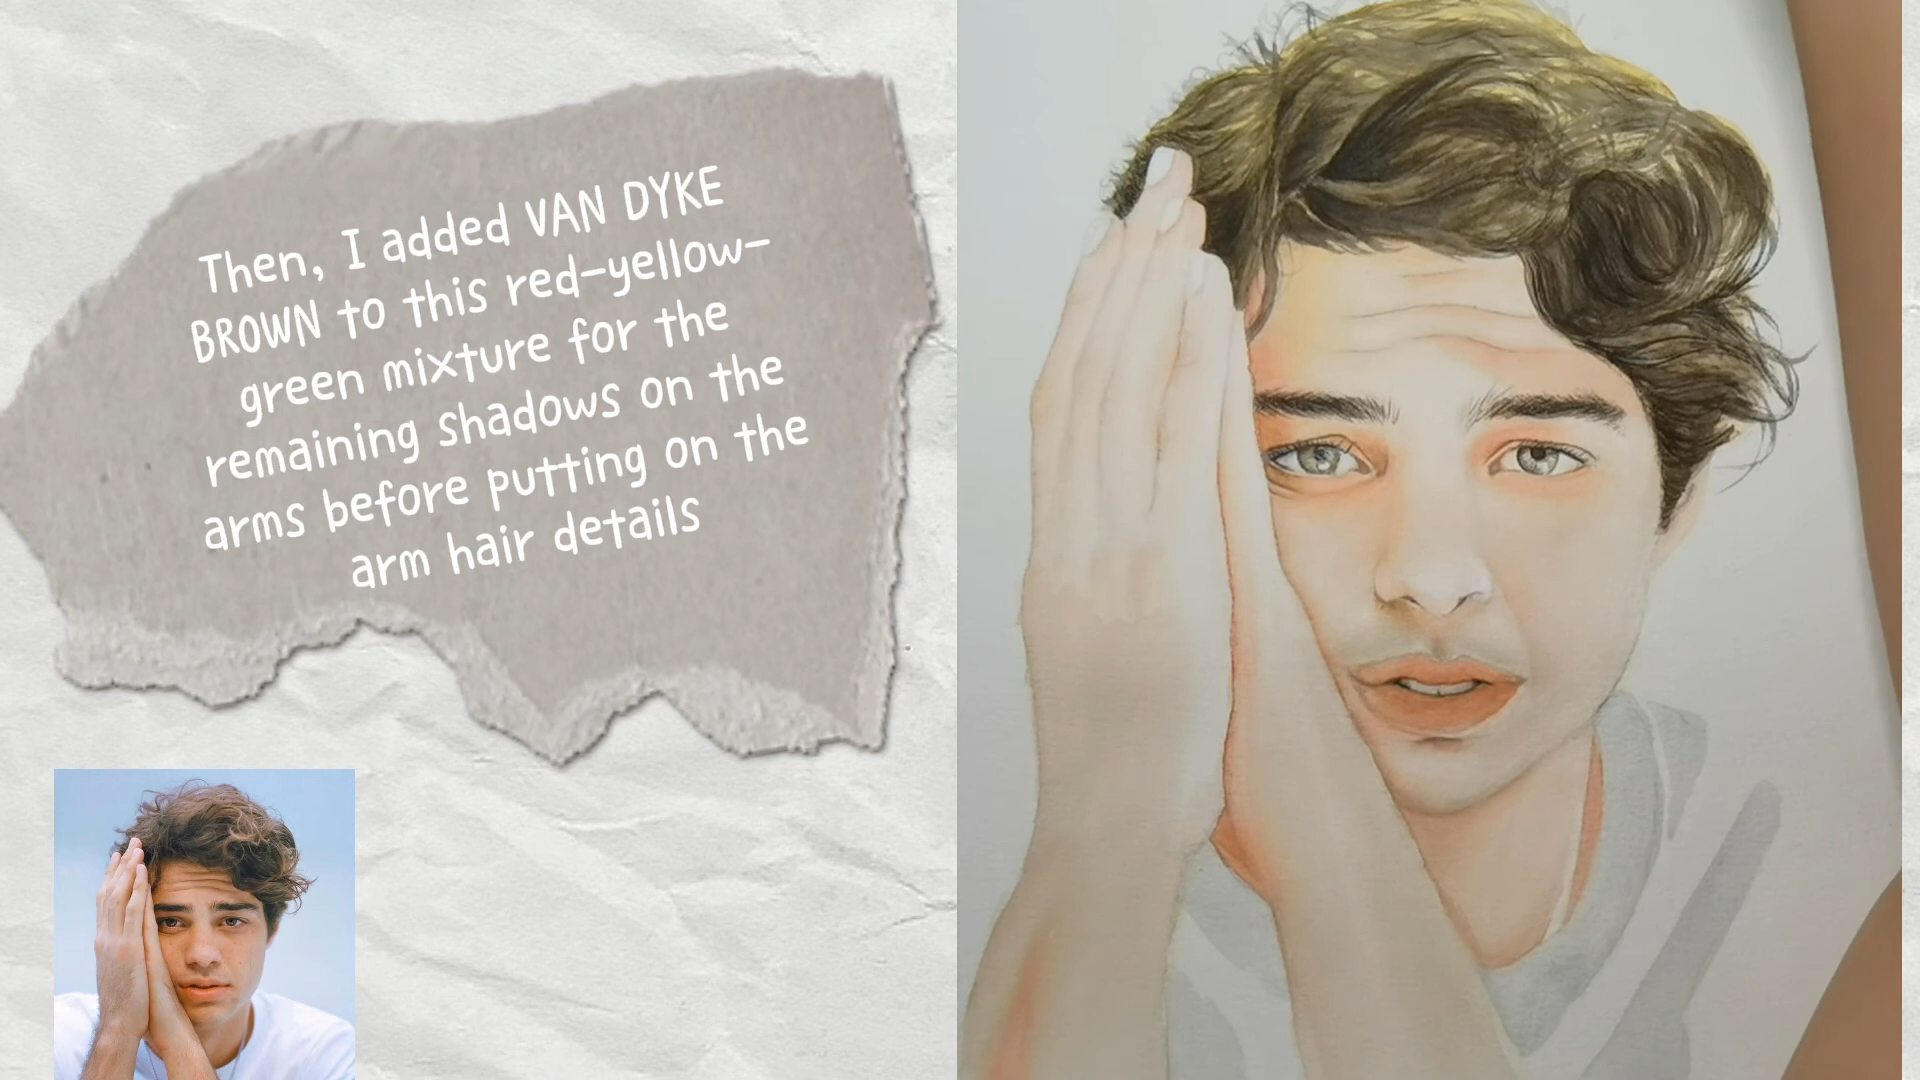 Then, I added VAN DYKE
BROWN to this red-yellow-
green mixture for the
remaining shadows on the
arms before putting on the
arm hair details